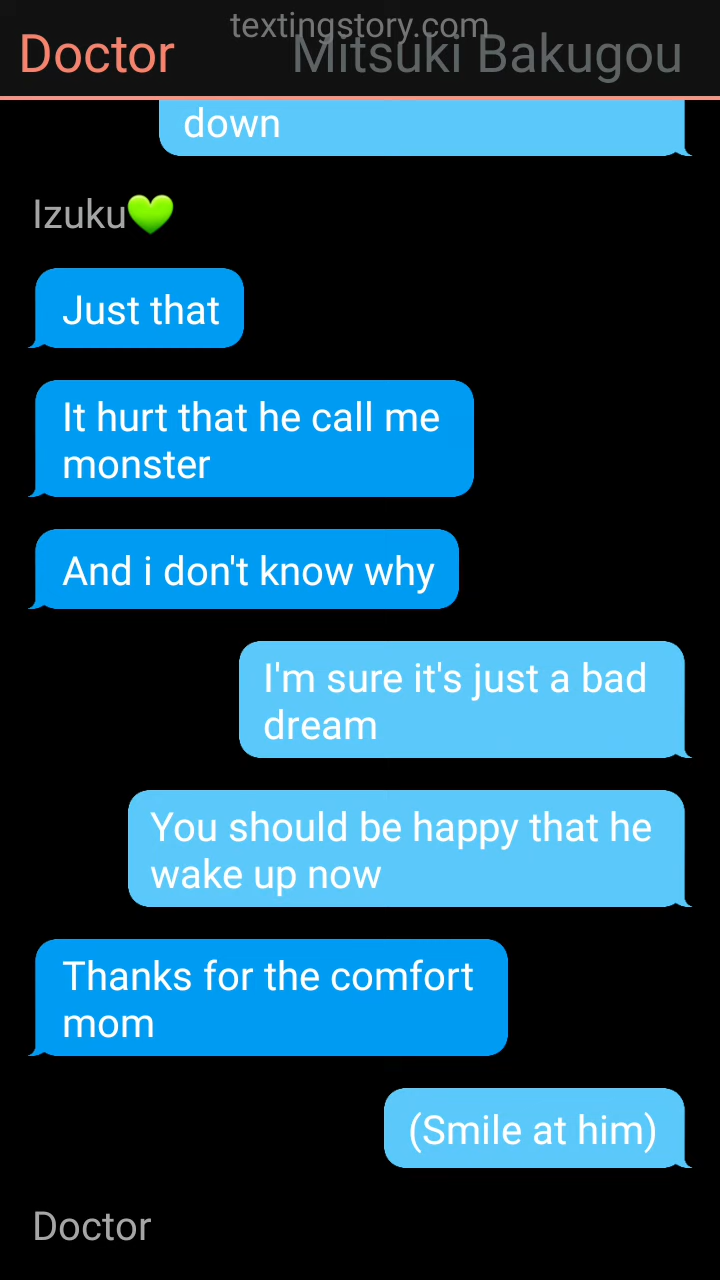 textingstory.com
Doctor Mitsuki Bakugou
down
Izuku💚
Just that
It hurt that he call me
monster
And i don't know why
I'm sure it's just a bad
dream
You should be happy that he
wake up now
Thanks for the comfort
mom
(Smile at him)
Doctor